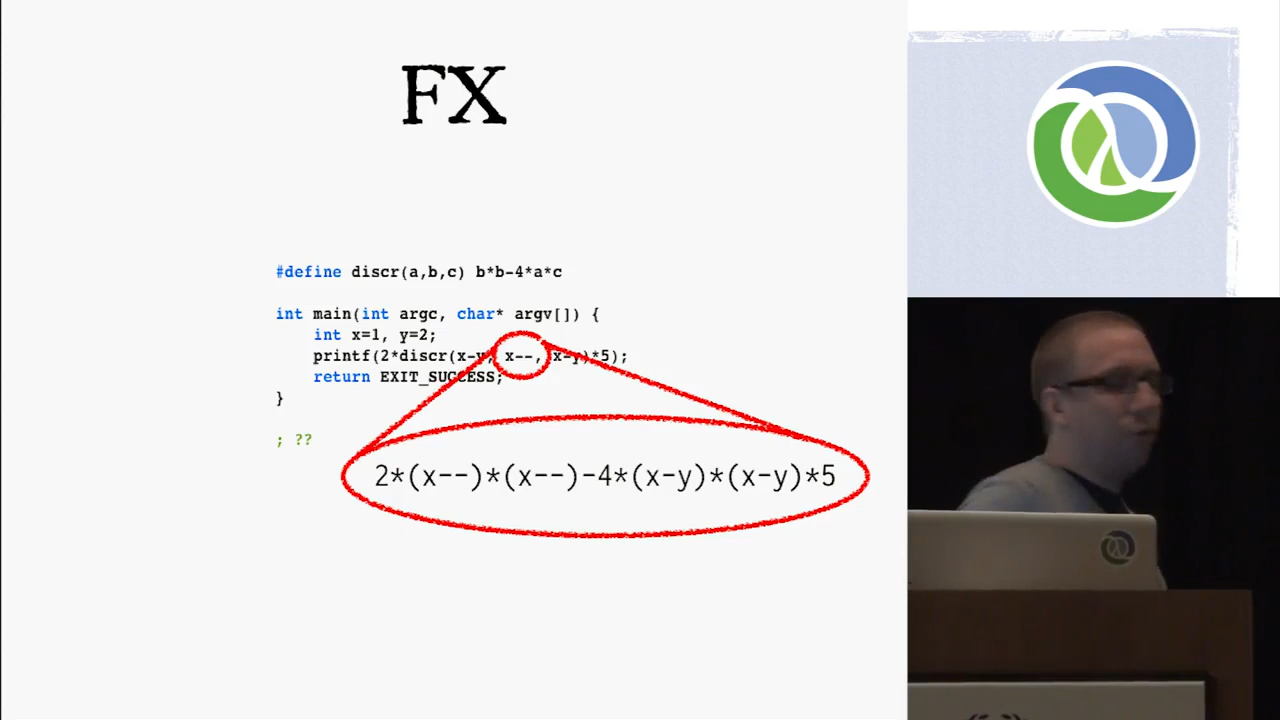 FX
#define discr(a,b,c) b*b-4*a*c
int main(int argc, char* argv[]) {
int x=1, y=2;
printf(2*discr(x-y, x--, x-y)*5);
return EXIT_SUCCESS;
}
; ??
2*(x--)*(x--)-4*(x-y)*(x-y)*5